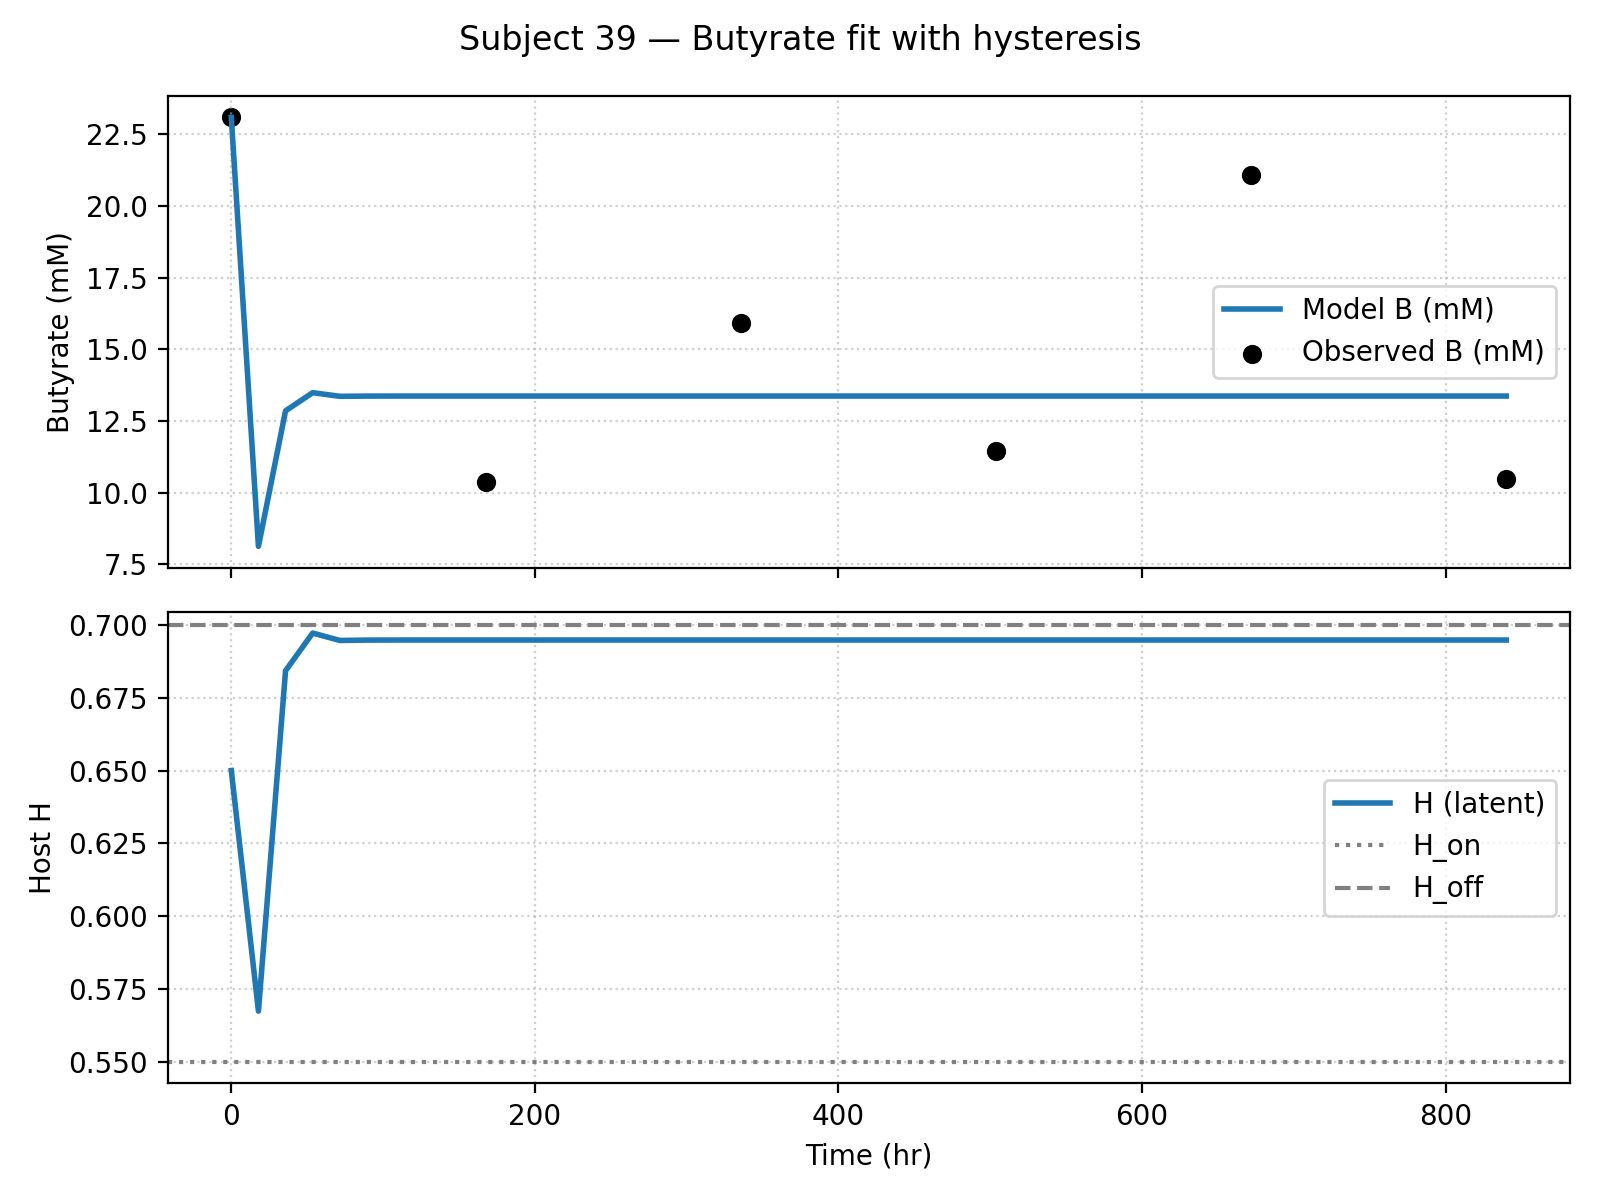 Subject 39 — Butyrate fit with hysteresis
Butyrate (mM)
22.5
20.0
17.5
15.0
12.5
10.0
7.5
Model B (mM)
Observed B (mM)
Host H
0.700
0.675
0.650
0.625
0.600
0.575
0.550
H (latent)
H_on
H_off
0 200 400 600 800
Time (hr)